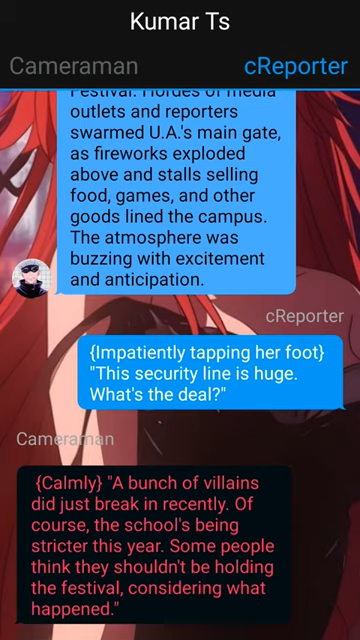 Kumar Ts
Cameraman
cReporter
Festival. Hordes of media
outlets and reporters
swarmed U.A.'s main gate,
as fireworks exploded
above and stalls selling
food, games, and other
goods lined the campus.
The atmosphere was
buzzing with excitement
and anticipation.
cReporter
{Impatiently tapping her foot}
"This security line is huge.
What's the deal?"
Cameraman
{Calmly} "A bunch of villains
did just break in recently. Of
course, the school's being
stricter this year. Some people
think they shouldn't be holding
the festival, considering what
happened."